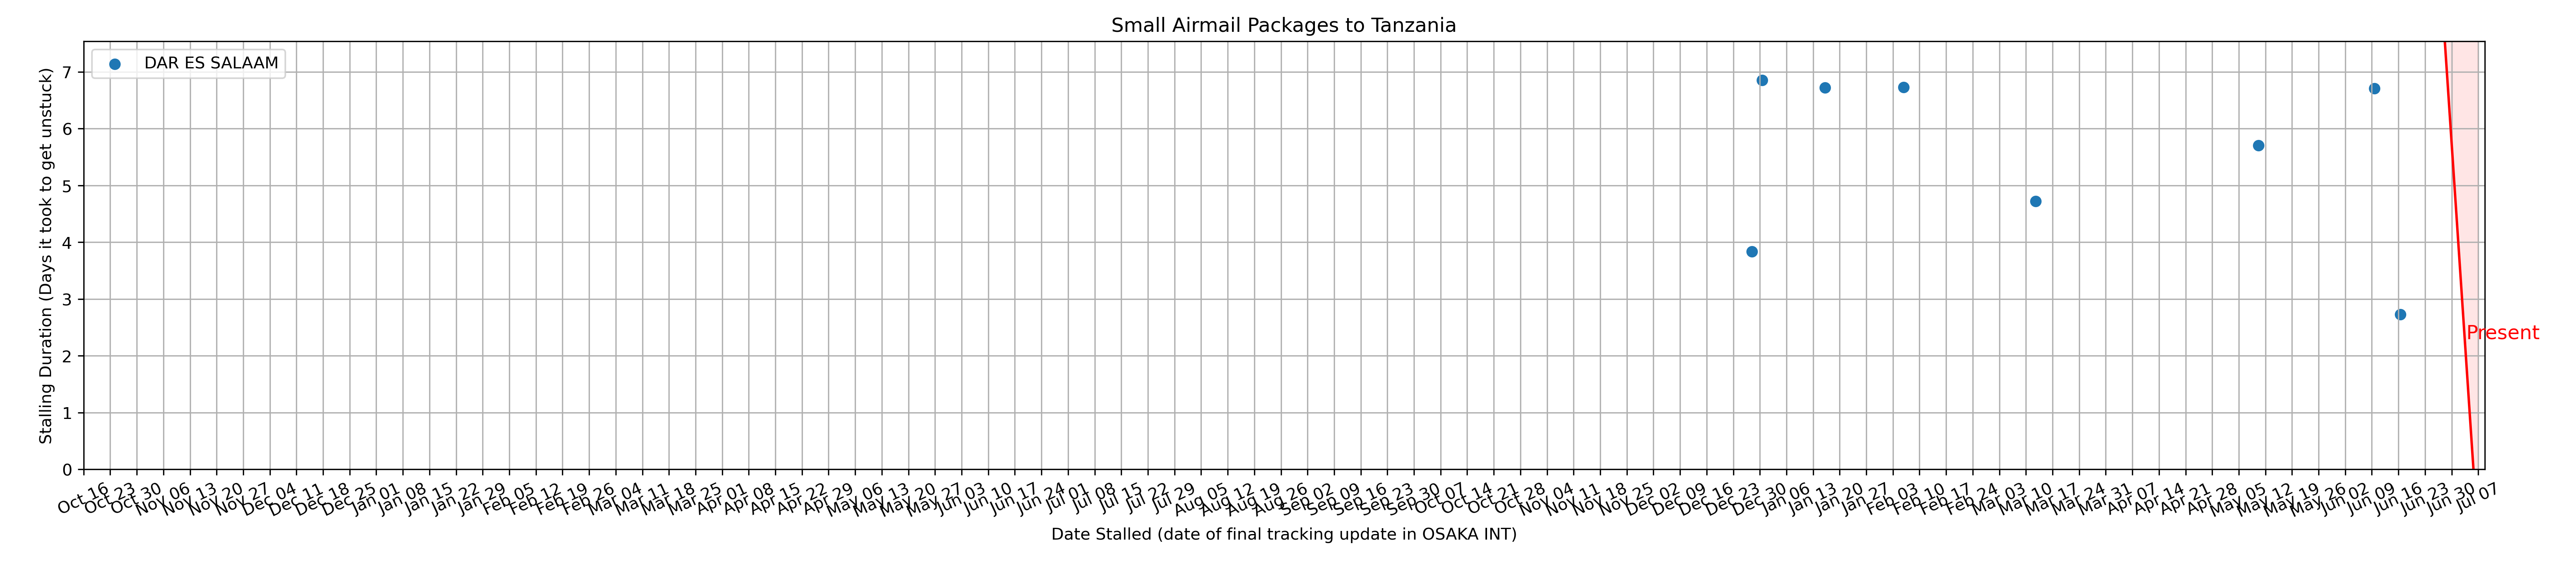 Small Airmail Packages to Tanzania
DAR ES SALAAM
Stalling Duration (Days it took to get unstuck)
7
6
5
4
3
2
1
0
Present
Oct 16
Oct 23
Oct 30
Nov 06
Nov 13
Nov 20
Nov 27
Dec 04
Dec 11
Dec 18
Dec 25
Jan 01
Jan 08
Jan 15
Jan 22
Jan 29
Feb 05
Feb 12
Feb 19
Feb 26
Mar 04
Mar 11
Mar 18
Mar 25
Apr 01
Apr 08
Apr 15
Apr 22
Apr 29
May 06
May 13
May 20
May 27
Jun 03
Jun 10
Jun 17
Jun 24
Jul 01
Jul 08
Jul 15
Jul 22
Jul 29
Aug 05
Aug 12
Aug 19
Aug 26
Sep 02
Sep 09
Sep 16
Sep 23
Sep 30
Oct 07
Oct 14
Oct 21
Oct 28
Nov 04
Nov 11
Nov 18
Nov 25
Dec 02
Dec 09
Dec 16
Dec 23
Dec 30
Jan 06
Jan 13
Jan 20
Jan 27
Feb 03
Feb 10
Feb 17
Feb 24
Mar 03
Mar 10
Mar 17
Mar 24
Mar 31
Apr 07
Apr 14
Apr 21
Apr 28
May 05
May 12
May 19
May 26
Jun 02
Jun 09
Jun 16
Jun 23
Jun 30
Jul 07
Date Stalled (date of final tracking update in OSAKA INT)